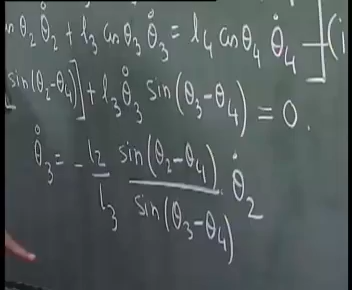 θ₂ θ̇₂ + l₃ cos θ₃ θ̇₃ = l₄ cos θ₄ θ̇₄
sin(θ₂-θ₄)] + l₃ θ̇₃ sin(θ₃-θ₄) = 0.
θ̇₃ = - l₂/l₃ sin(θ₂-θ₄)/sin(θ₃-θ₄) . θ̇₂